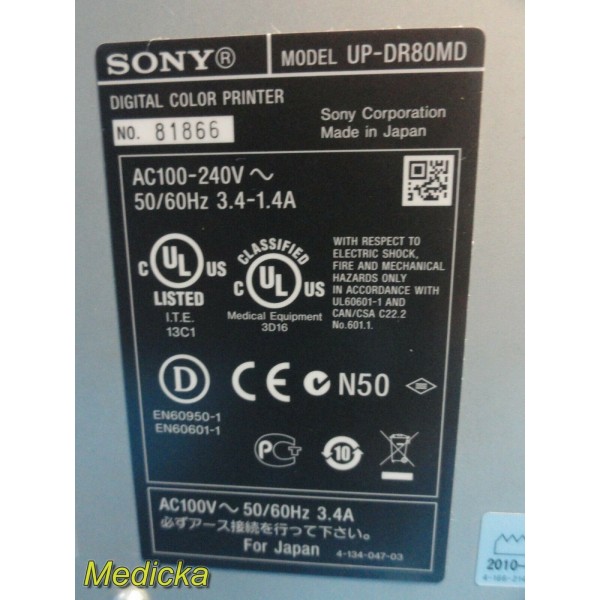 SONY®
MODEL UP-DR80MD
DIGITAL COLOR PRINTER
NO. 81866
Sony Corporation
Made in Japan
AC100-240V ~
50/60Hz 3.4-1.4A
C UL US
LISTED
I.T.E.
13C1
CLASSIFIED
C UL US
Medical Equipment
3D16
WITH RESPECT TO
ELECTRIC SHOCK,
FIRE AND MECHANICAL
HAZARDS ONLY
IN ACCORDANCE WITH
UL60601-1 AND
CAN/CSA C22.2
No.601.1.
D
EN60950-1
EN60601-1
CE
N50
10
AC100V ~ 50/60Hz 3.4A
必ずアース接続を行って下さい。
For Japan
4-134-047-03
2010-
Medicka